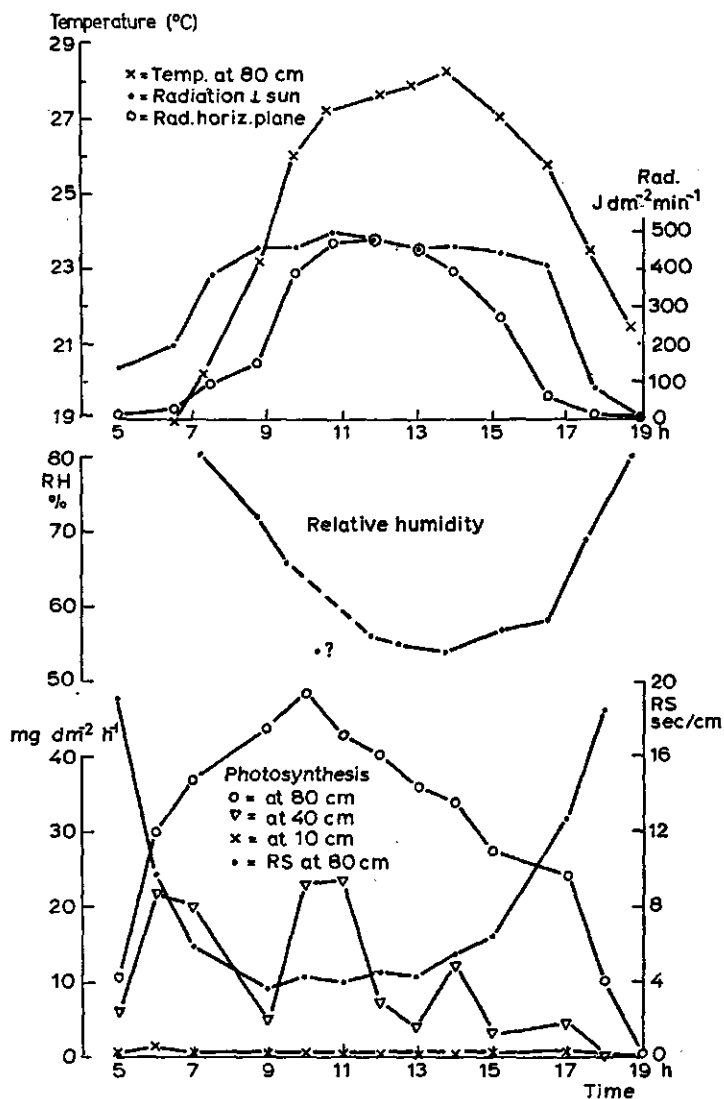 Temperature (°C)
29
27
25
23
21
19
x = Temp. at 80 cm
• = Radiation ⊥ sun
o = Rad. horiz. plane
Rad.
J dm⁻² min⁻¹
500
400
300
200
100
0
5 7 9 11 13 15 17 19 h
80
RH
%
70
60
50
Relative humidity
?
mg dm⁻² h⁻¹
40
30
20
10
0
20
RS
sec/cm
16
12
8
4
0
Photosynthesis
o = at 80 cm
▽ = at 40 cm
x = at 10 cm
• = RS at 80 cm
5 7 9 11 13 15 17 19 h
Time